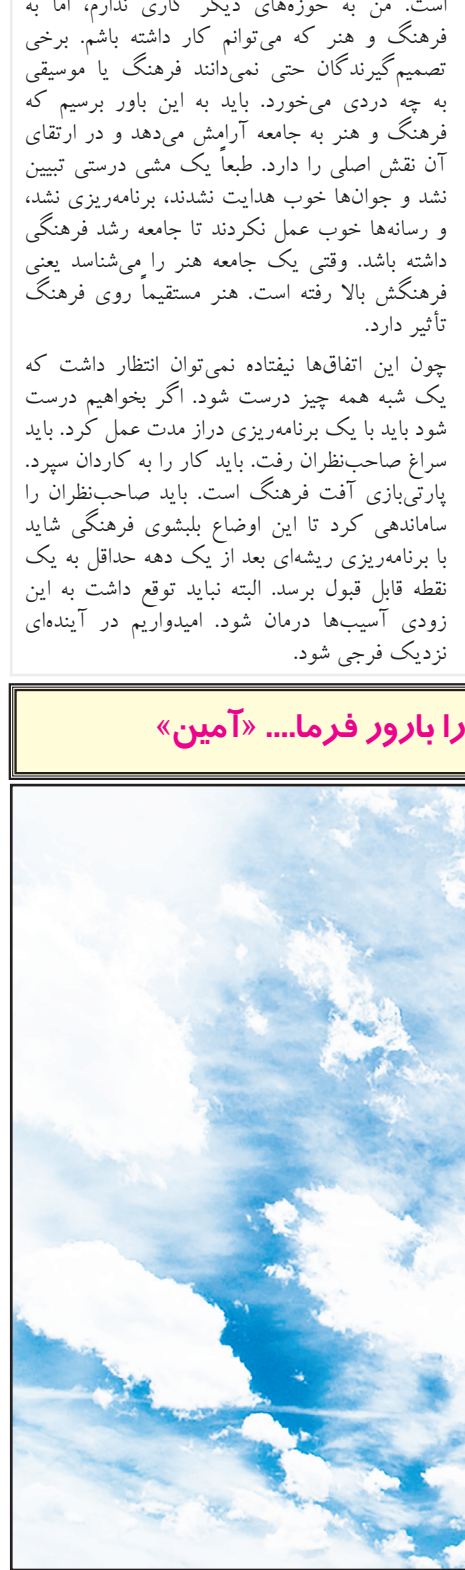 است. من به حوزه‌های دیگر کاری ندارم، اما به
فرهنگ و هنر که می‌توانم کار داشته باشم. برخی
تصمیم‌گیرندگان حتی نمی‌دانند فرهنگ یا موسیقی
به چه دردی می‌خورد. باید به این باور برسیم که
فرهنگ و هنر به جامعه آرامش می‌دهد و در ارتقای
آن نقش اصلی را دارد. طبعاً یک مشی درستی تبیین
نشد و جوان‌ها خوب هدایت نشدند، برنامه‌ریزی نشد،
و رسانه‌ها خوب عمل نکردند تا جامعه رشد فرهنگی
داشته باشد. وقتی یک جامعه هنر را می‌شناسد یعنی
فرهنگش بالا رفته است. هنر مستقیماً روی فرهنگ
تأثیر دارد.
چون این اتفاق‌ها نیفتاده نمی‌توان انتظار داشت که
یک شبه همه چیز درست شود. اگر بخواهیم درست
شود باید با یک برنامه‌ریزی دراز مدت عمل کرد. باید
سراغ صاحب‌نظران رفت. باید کار را به کاردان سپرد.
پارتی‌بازی آفت فرهنگ است. باید صاحب‌نظران را
ساماندهی کرد تا این اوضاع بلبشوی فرهنگی شاید
با برنامه‌ریزی ریشه‌ای بعد از یک دهه حداقل به یک
نقطه قابل قبول برسد. البته نباید توقع داشت به این
زودی آسیب‌ها درمان شود. امیدواریم در آینده‌ای
نزدیک فرجی شود.
را بارور فرما.... «آمین»